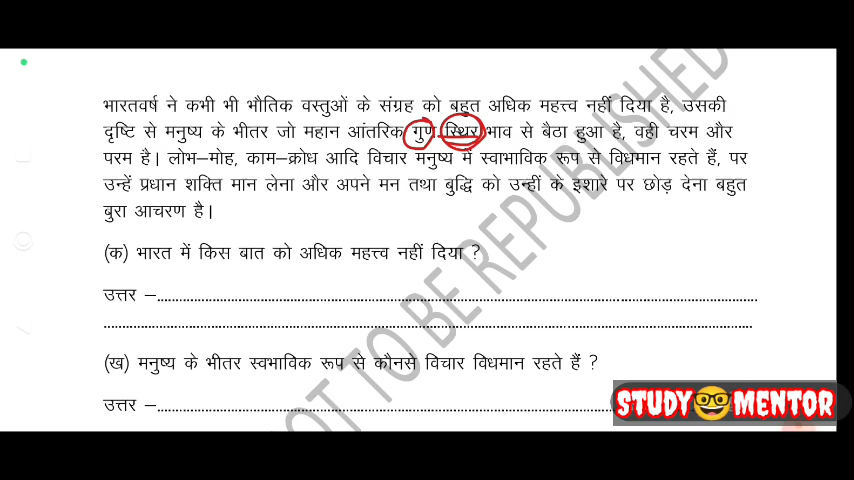 भारतवर्ष ने कभी भी भौतिक वस्तुओं के संग्रह को बहुत अधिक महत्त्व नहीं दिया है, उसकी
दृष्टि से मनुष्य के भीतर जो महान आंतरिक गुण स्थिर भाव से बैठा हुआ है, वही चरम और
परम है। लोभ–मोह, काम–क्रोध आदि विचार मनुष्य में स्वाभाविक रूप से विधमान रहते हैं, पर
उन्हें प्रधान शक्ति मान लेना और अपने मन तथा बुद्धि को उन्हीं के इशारे पर छोड़ देना बहुत
बुरा आचरण है।
(क) भारत में किस बात को अधिक महत्त्व नहीं दिया ?
उत्तर –
(ख) मनुष्य के भीतर स्वभाविक रूप से कौनसे विचार विधमान रहते हैं ?
उत्तर –
STUDY MENTOR
OT TO BE REPUBLISHED